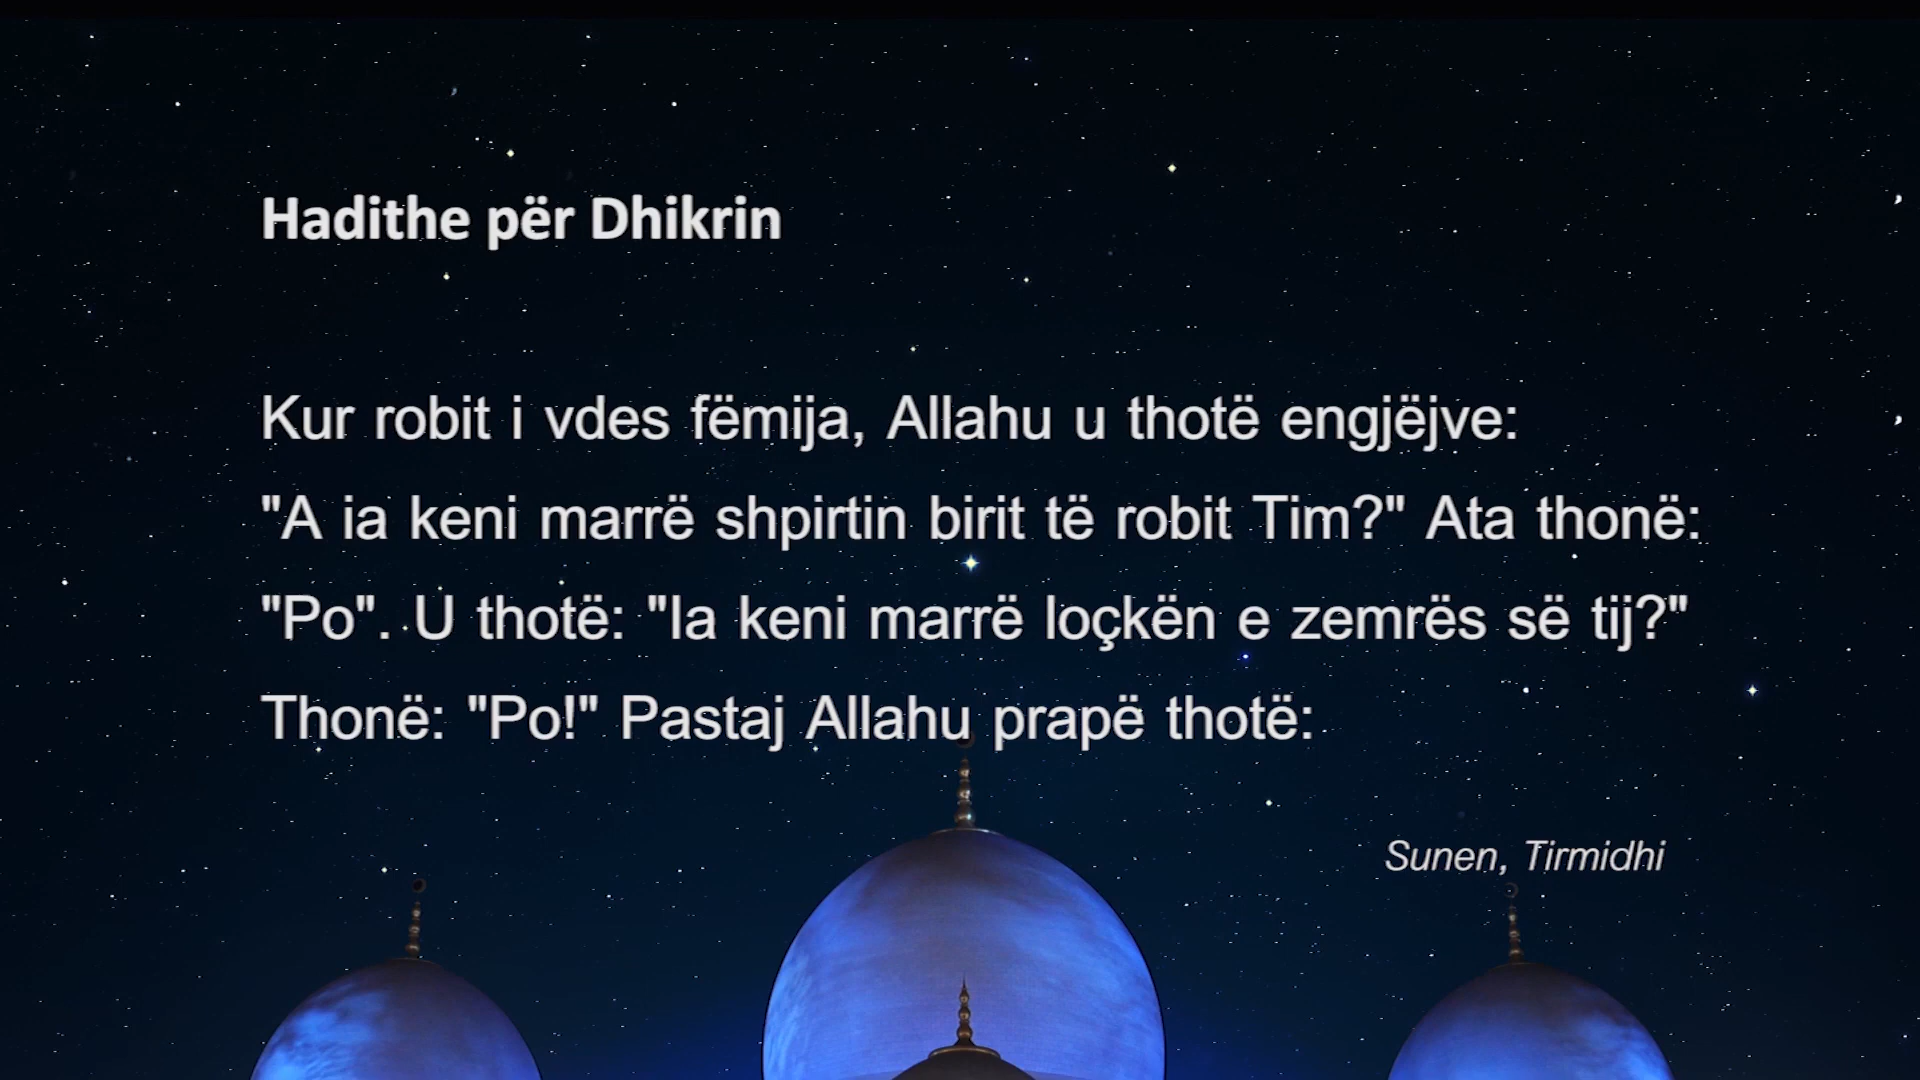 Hadithe për Dhikrin
Kur robit i vdes fëmija, Allahu u thotë engjëjve:
"A ia keni marrë shpirtin birit të robit Tim?" Ata thonë:
"Po". U thotë: "Ia keni marrë loçkën e zemrës së tij?"
Thonë: "Po!" Pastaj Allahu prapë thotë:
Sunen, Tirmidhi